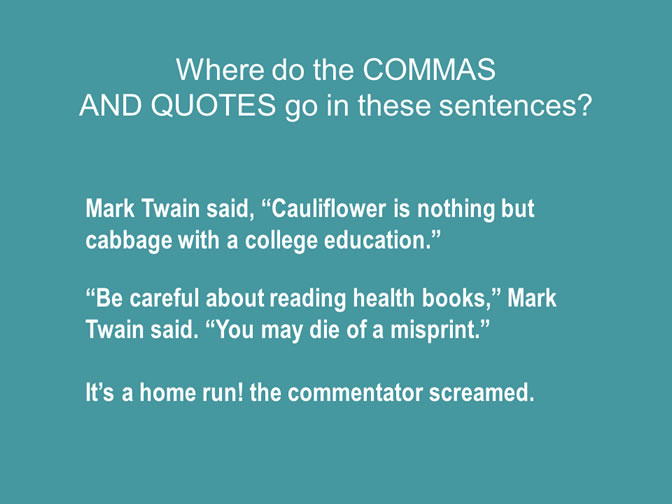 Where do the COMMAS
AND QUOTES go in these sentences?
Mark Twain said, “Cauliflower is nothing but
cabbage with a college education.”
“Be careful about reading health books,” Mark
Twain said. “You may die of a misprint.”
It’s a home run! the commentator screamed.